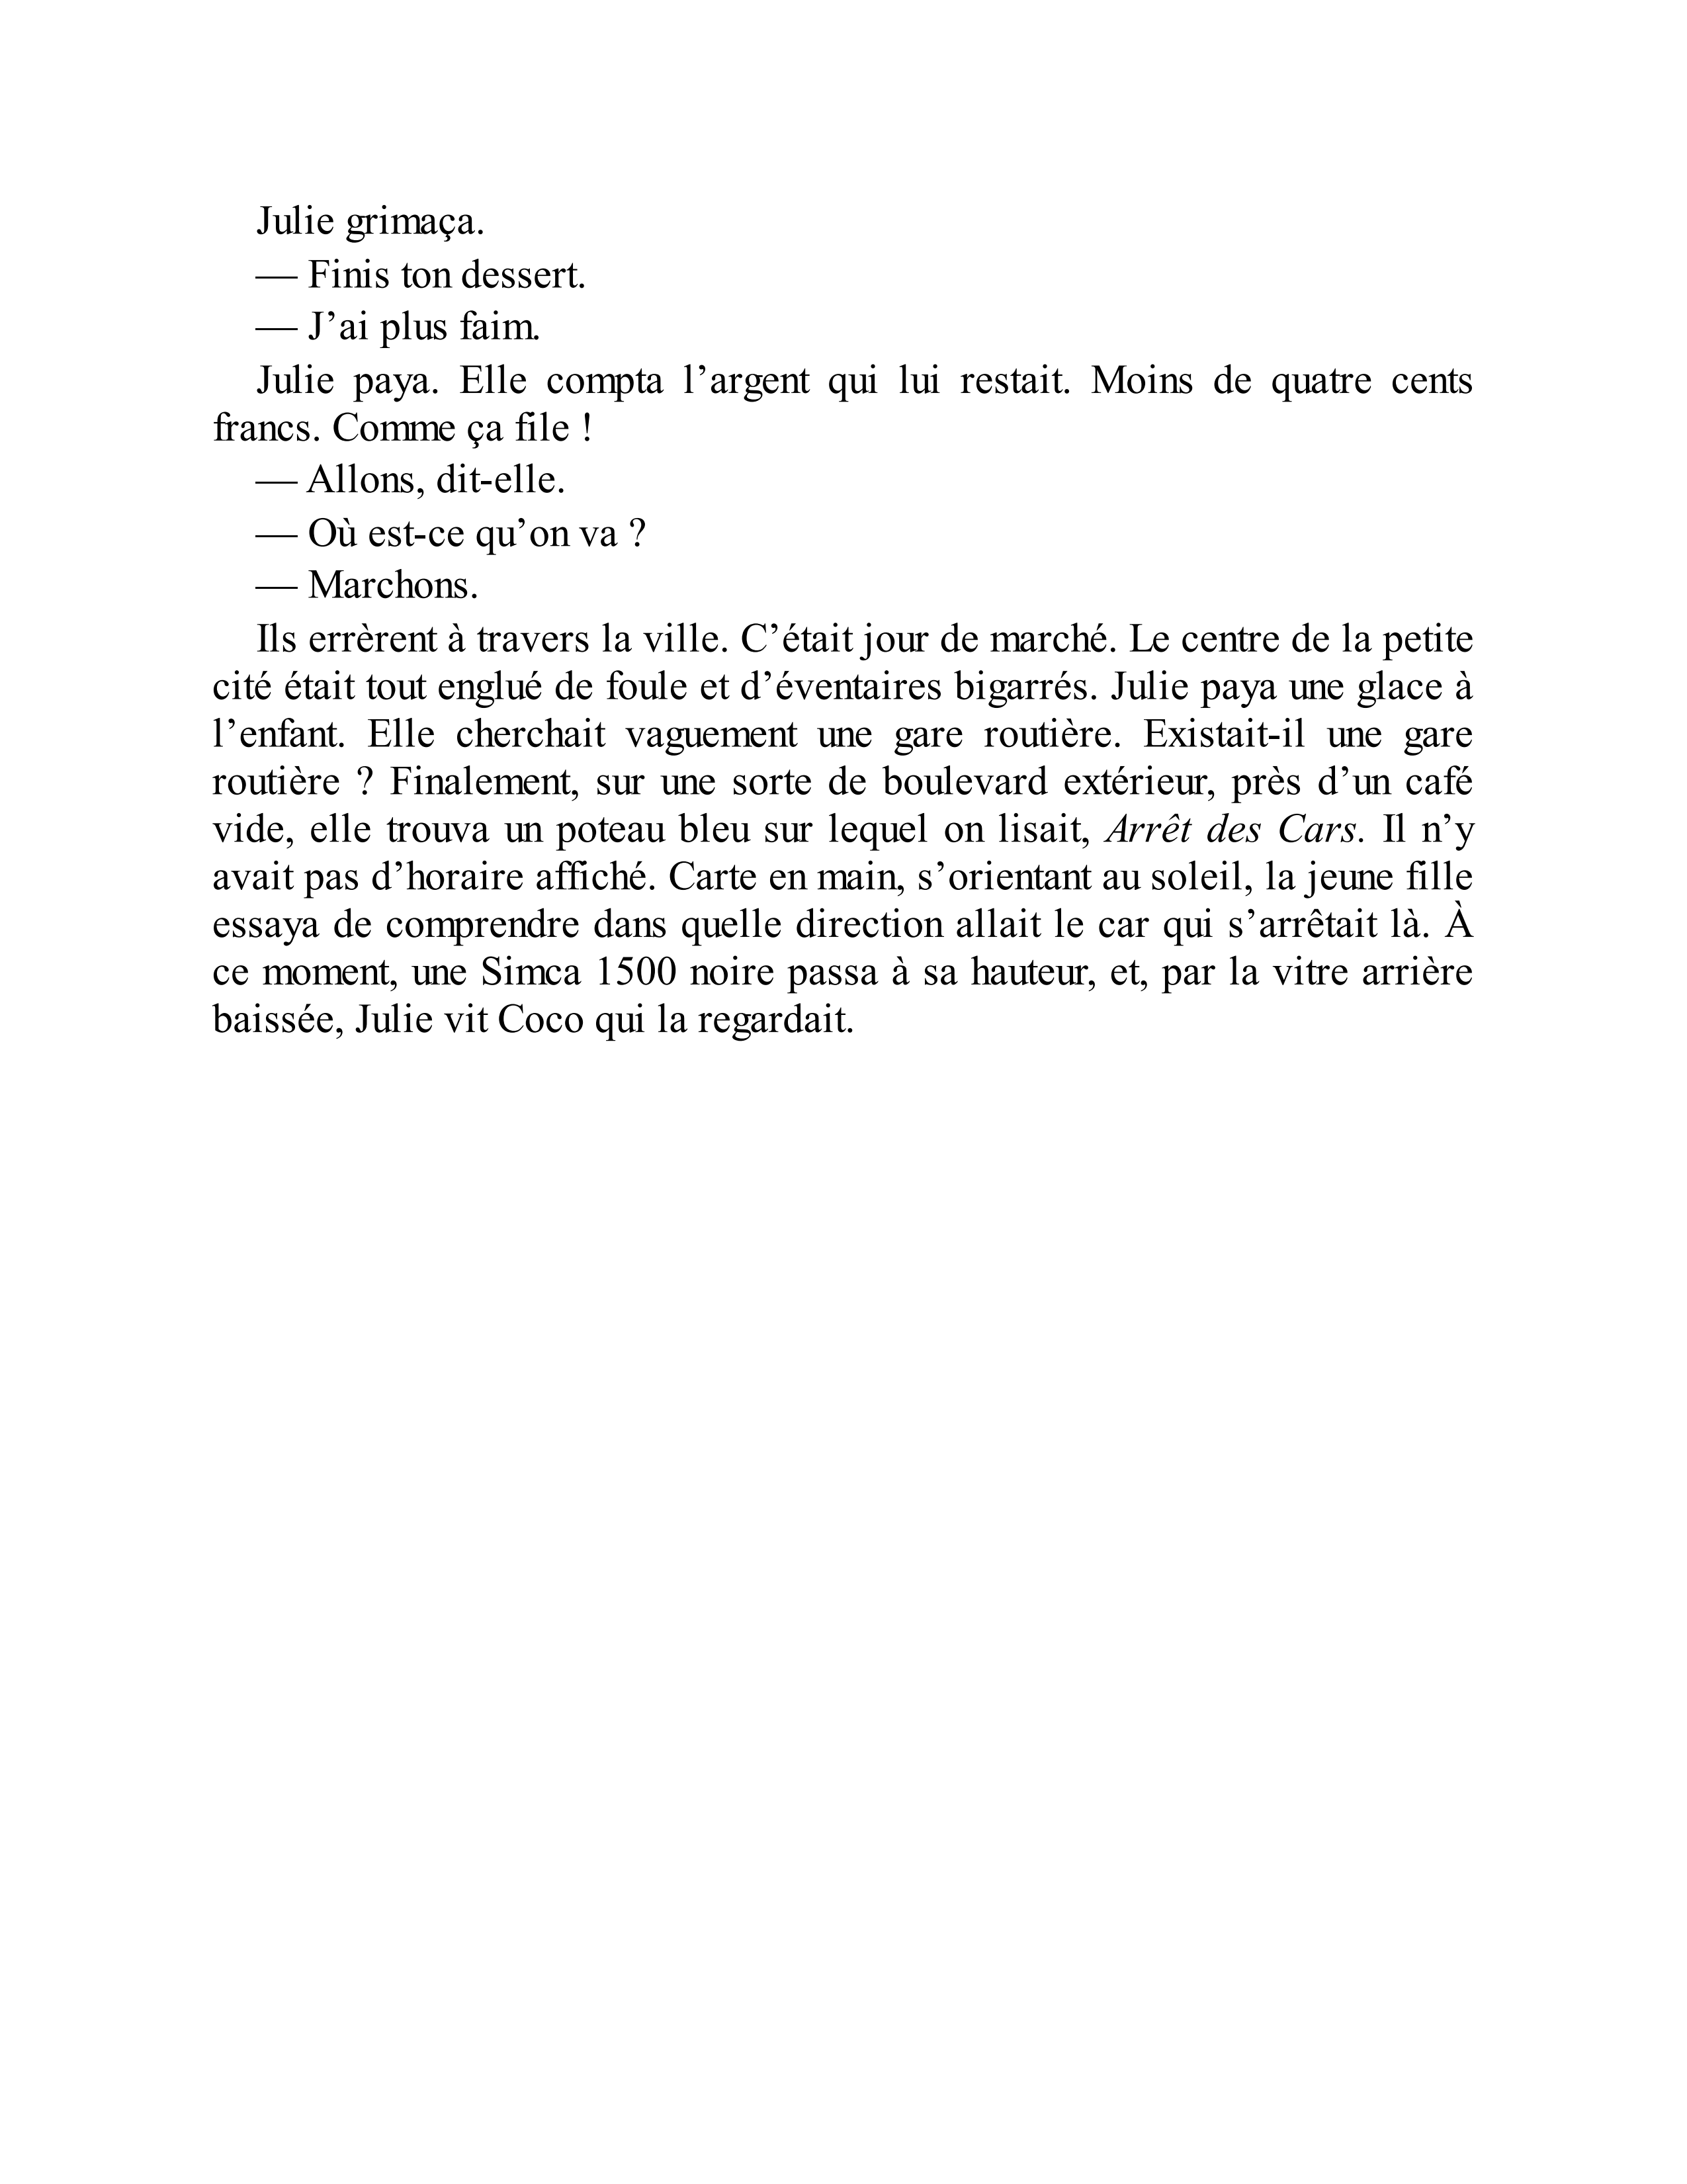 Julie grimaça.
— Finis ton dessert.
— J’ai plus faim.
Julie paya. Elle compta l’argent qui lui restait. Moins de quatre cents
francs. Comme ça file !
— Allons, dit-elle.
— Où est-ce qu’on va ?
— Marchons.
Ils errèrent à travers la ville. C’était jour de marché. Le centre de la petite
cité était tout englué de foule et d’éventaires bigarrés. Julie paya une glace à
l’enfant. Elle cherchait vaguement une gare routière. Existait-il une gare
routière ? Finalement, sur une sorte de boulevard extérieur, près d’un café
vide, elle trouva un poteau bleu sur lequel on lisait, Arrêt des Cars. Il n’y
avait pas d’horaire affiché. Carte en main, s’orientant au soleil, la jeune fille
essaya de comprendre dans quelle direction allait le car qui s’arrêtait là. À
ce moment, une Simca 1500 noire passa à sa hauteur, et, par la vitre arrière
baissée, Julie vit Coco qui la regardait.